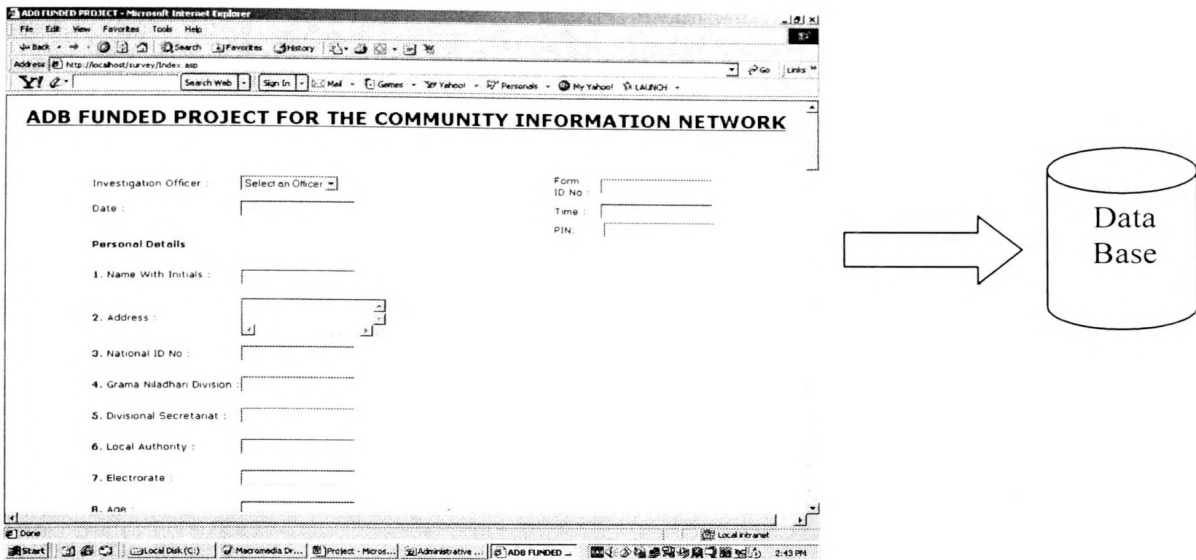 ADB FUNDED PROJECT - Microsoft Internet Explorer
File Edit View Favorites Tools Help
Back Search Favorites History
Address http://localhost/survey/Index.asp Go Links »
Y! Search Web Sign In Mail Games Yahoo! Personals My Yahoo! LAUNCH
ADB FUNDED PROJECT FOR THE COMMUNITY INFORMATION NETWORK
Investigation Officer : Select an Officer
Form
ID No :
Date :
Time :
PIN:
Personal Details
1. Name With Initials :
2. Address :
3. National ID No :
4. Grama Niladhari Division :
5. Divisional Secretariat :
6. Local Authority :
7. Electrorate :
8. Age :
Done Local intranet
Start Local Disk (C:) Macromedia Dr... Project - Micros... Administrative ... ADB FUNDED ... 2:43 PM
Data
Base